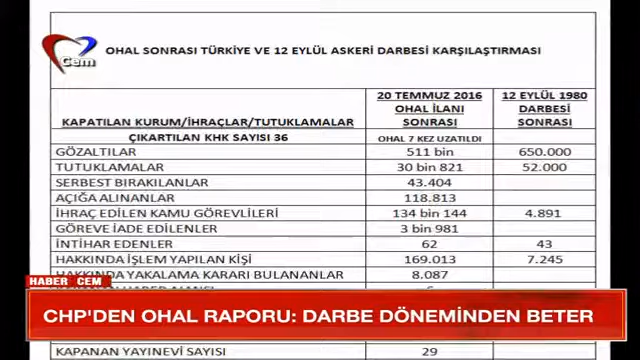 Cem
OHAL SONRASI TÜRKİYE VE 12 EYLÜL ASKERİ DARBESİ KARŞILAŞTIRMASI
KAPATILAN KURUM/İHRAÇLAR/TUTUKLAMALAR 20 TEMMUZ 2016 OHAL İLANI SONRASI 12 EYLÜL 1980 DARBESİ SONRASI
ÇIKARTILAN KHK SAYISI 36 OHAL 7 KEZ UZATILDI
GÖZALTILAR 511 bin 650.000
TUTUKLAMALAR 30 bin 821 52.000
SERBEST BIRAKILANLAR 43.404
AÇIĞA ALINANLAR 118.813
İHRAÇ EDİLEN KAMU GÖREVLİLERİ 134 bin 144 4.891
GÖREVE İADE EDİLENLER 3 bin 981
İNTİHAR EDENLER 62 43
HAKKINDA İŞLEM YAPILAN KİŞİ 169.013 7.245
HAKKINDA YAKALAMA KARARI BULANANLAR 8.087
HABER CEM
CHP'DEN OHAL RAPORU: DARBE DÖNEMİNDEN BETER
KAPANAN YAYINEVİ SAYISI 29